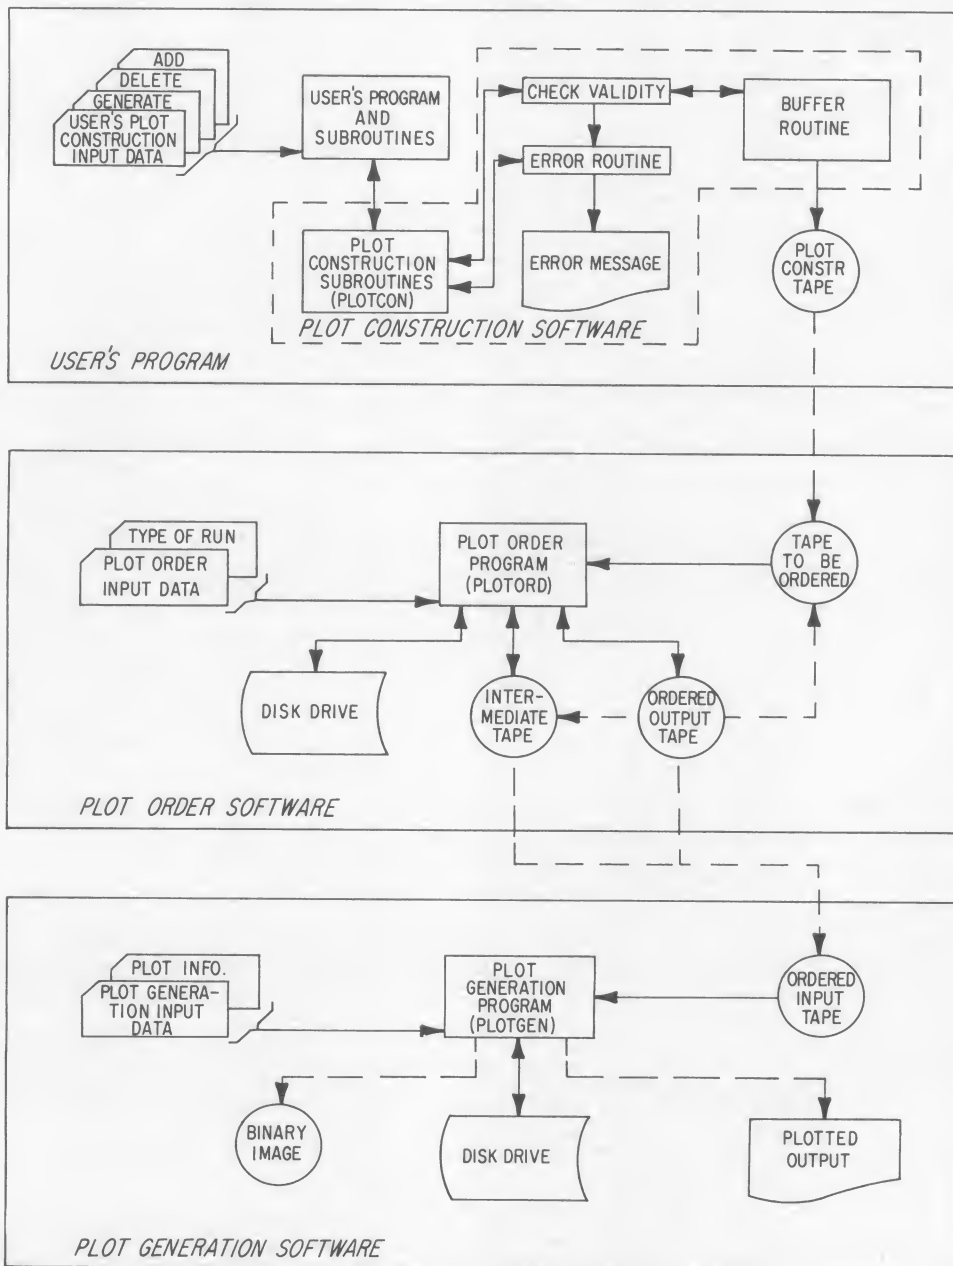 ADD
DELETE
GENERATE
USER'S PLOT
CONSTRUCTION
INPUT DATA
USER'S PROGRAM
AND
SUBROUTINES
CHECK VALIDITY
BUFFER
ROUTINE
ERROR ROUTINE
PLOT
CONSTRUCTION
SUBROUTINES
(PLOTCON)
ERROR MESSAGE
PLOT
CONSTR
TAPE
PLOT CONSTRUCTION SOFTWARE
USER'S PROGRAM
TYPE OF RUN
PLOT ORDER
INPUT DATA
PLOT ORDER
PROGRAM
(PLOTORD)
TAPE
TO BE
ORDERED
DISK DRIVE
INTER-
MEDIATE
TAPE
ORDERED
OUTPUT
TAPE
PLOT ORDER SOFTWARE
PLOT INFO.
PLOT GENERA-
TION INPUT
DATA
PLOT
GENERATION
PROGRAM
(PLOTGEN)
ORDERED
INPUT
TAPE
BINARY
IMAGE
DISK DRIVE
PLOTTED
OUTPUT
PLOT GENERATION SOFTWARE